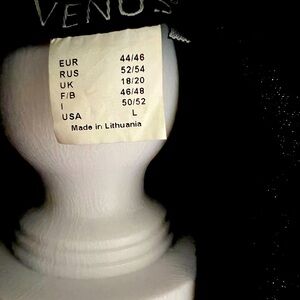 VENUS
EUR 44/46
RUS 52/54
UK 18/20
F/B 46/48
I 50/52
USA L
Made in Lithuania